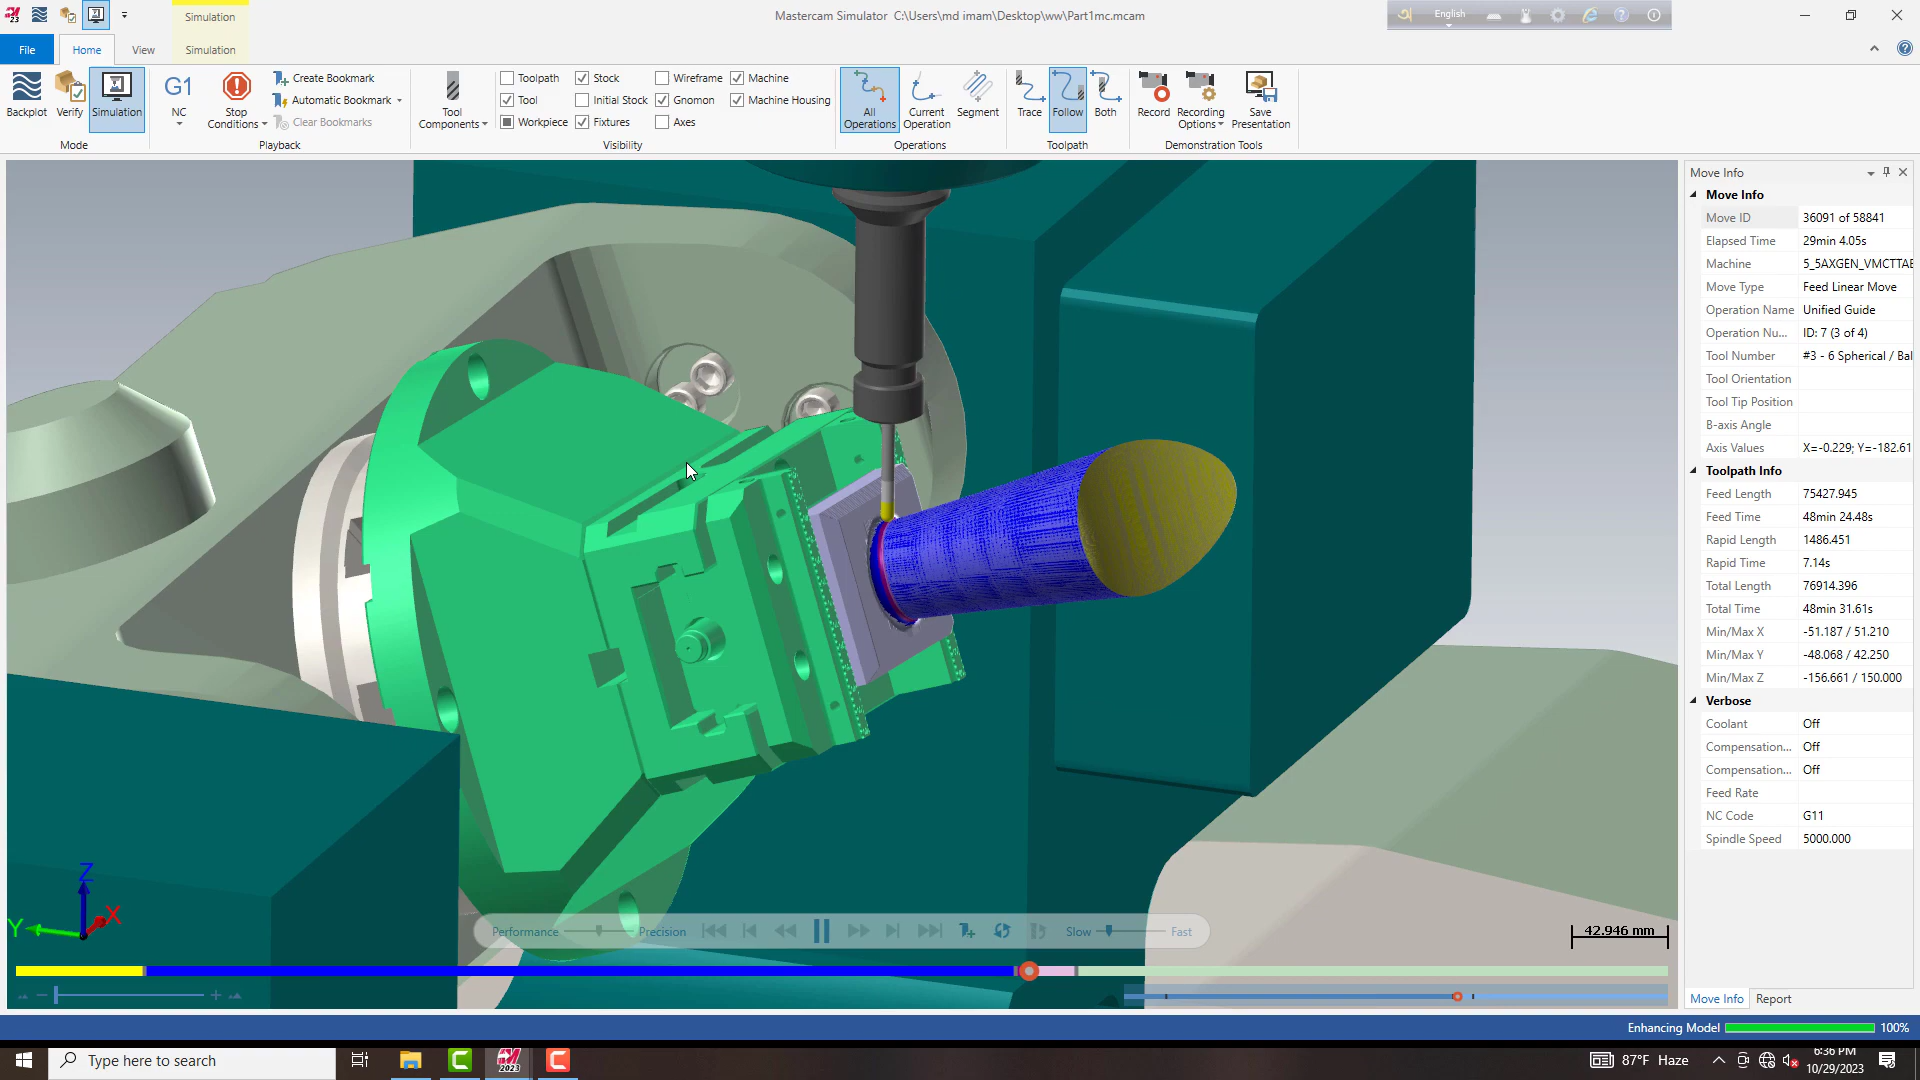 Simulation
Mastercam Simulator C:\Users\md imam\Desktop\ww\Part1mc.mcam
English
File
Home
View
Simulation
Backplot
Verify
Simulation
Mode
G1
NC
Stop
Conditions
Create Bookmark
Automatic Bookmark
Clear Bookmarks
Playback
Tool
Components
Toolpath
Stock
Wireframe
Machine
Tool
Initial Stock
Gnomon
Machine Housing
Workpiece
Fixtures
Axes
Visibility
All
Operations
Current
Operation
Segment
Operations
Trace
Follow
Both
Toolpath
Record
Recording
Options
Save
Presentation
Demonstration Tools
Move Info
Move Info
Move ID 36091 of 58841
Elapsed Time 29min 4.05s
Machine 5_5AXGEN_VMCTTAE
Move Type Feed Linear Move
Operation Name Unified Guide
Operation Nu... ID: 7 (3 of 4)
Tool Number #3 - 6 Spherical / Bal
Tool Orientation
Tool Tip Position
B-axis Angle
Axis Values X=-0.229; Y=-182.61
Toolpath Info
Feed Length 75427.945
Feed Time 48min 24.48s
Rapid Length 1486.451
Rapid Time 7.14s
Total Length 76914.396
Total Time 48min 31.61s
Min/Max X -51.187 / 51.210
Min/Max Y -48.068 / 42.250
Min/Max Z -156.661 / 150.000
Verbose
Coolant Off
Compensation... Off
Compensation... Off
Feed Rate
NC Code G11
Spindle Speed 5000.000
Z
X
Y
Performance
Precision
Slow
Fast
42.946 mm
Move Info
Report
Enhancing Model 100%
Type here to search
2023
87°F Haze
6:36 PM
10/29/2023